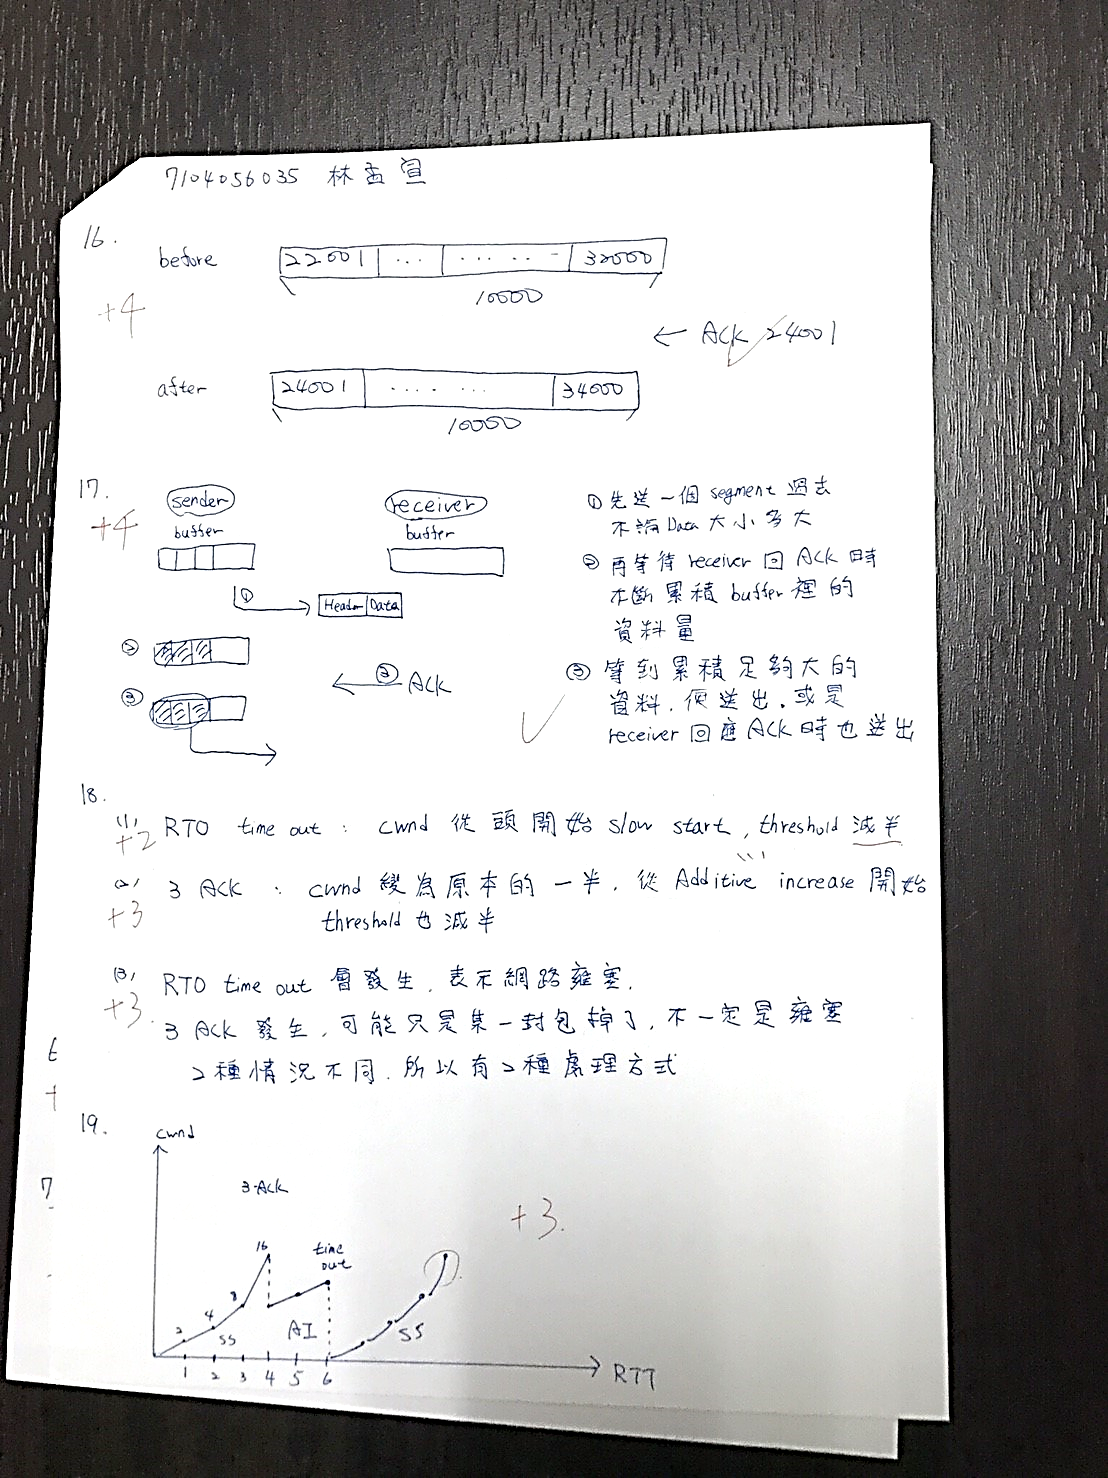 7104056035 林孟宣
16.
before 22001 ... ..... 32000
10000
+4
← Ack 24001
after 24001 ....... 34000
10000
17.
+4
sender receiver
buffer buffer
① Header Data
②
② ACK
③
① 先送一個 segment 過去
不論 Data 大小多大
② 再等待 receiver 回 ACK 時
不斷累積 buffer 裡的
資料量
③ 等到累積足夠大的
資料,便送出,或是
receiver 回應 ACK 時也送出
18.
(1) RTO time out : cwnd 從頭開始 slow start, threshold 減半
+2
(2) 3 ACK : cwnd 變為原本的一半,從 Additive increase 開始
+3
threshold 也減半
(3) RTO time out 會發生,表示網路雍塞,
+3
3 ACK 發生,可能只是某一封包掉了,不一定是雍塞
2種情況不同,所以有2種處理方式
6
+
7
19.
cwnd
3-ACK
+3
16 time
out
8
4
2 SS AI SS
1 2 3 4 5 6 RTT